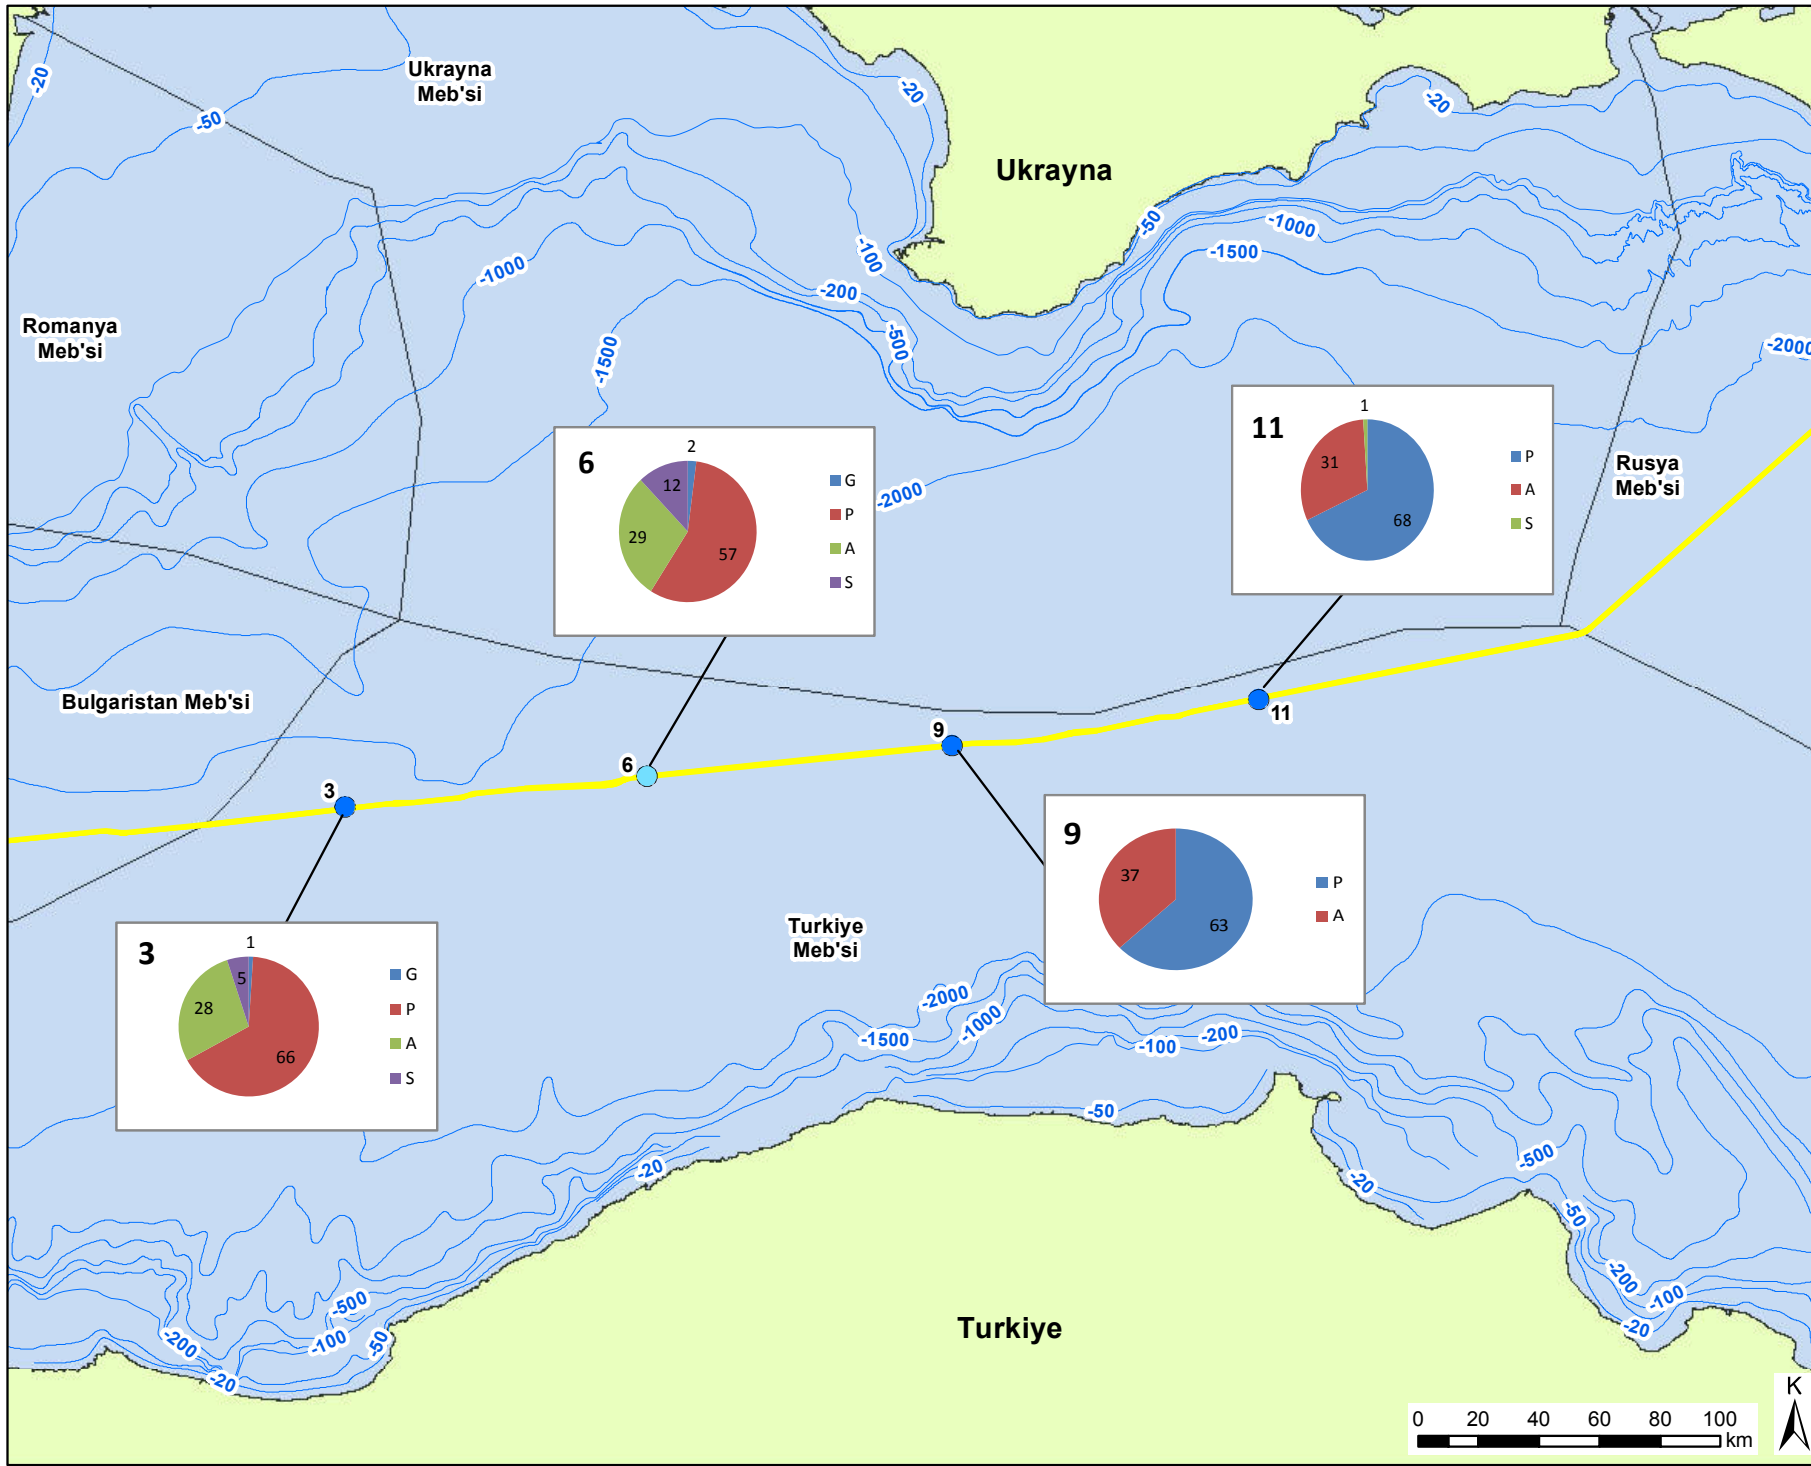 -20
Ukrayna
Meb'si
-50
-20
-20
Ukrayna
-50
-1000
-1500
-100
-1000
-200
Romanya
Meb'si
-500
-1500
-2000
6
2
12
29
57
G
P
A
S
-2000
11
1
31
68
P
A
S
Rusya
Meb'si
Bulgaristan Meb'si
11
9
6
3
9
37
63
P
A
Turkiye
Meb'si
3
1
5
28
66
G
P
A
S
-2000
-1000
-1500
-200
-100
-50
-20
-500
-20
-50
-200
-100
-20
-500
-100
-50
-200
-20
Turkiye
K
0 20 40 60 80 100
km